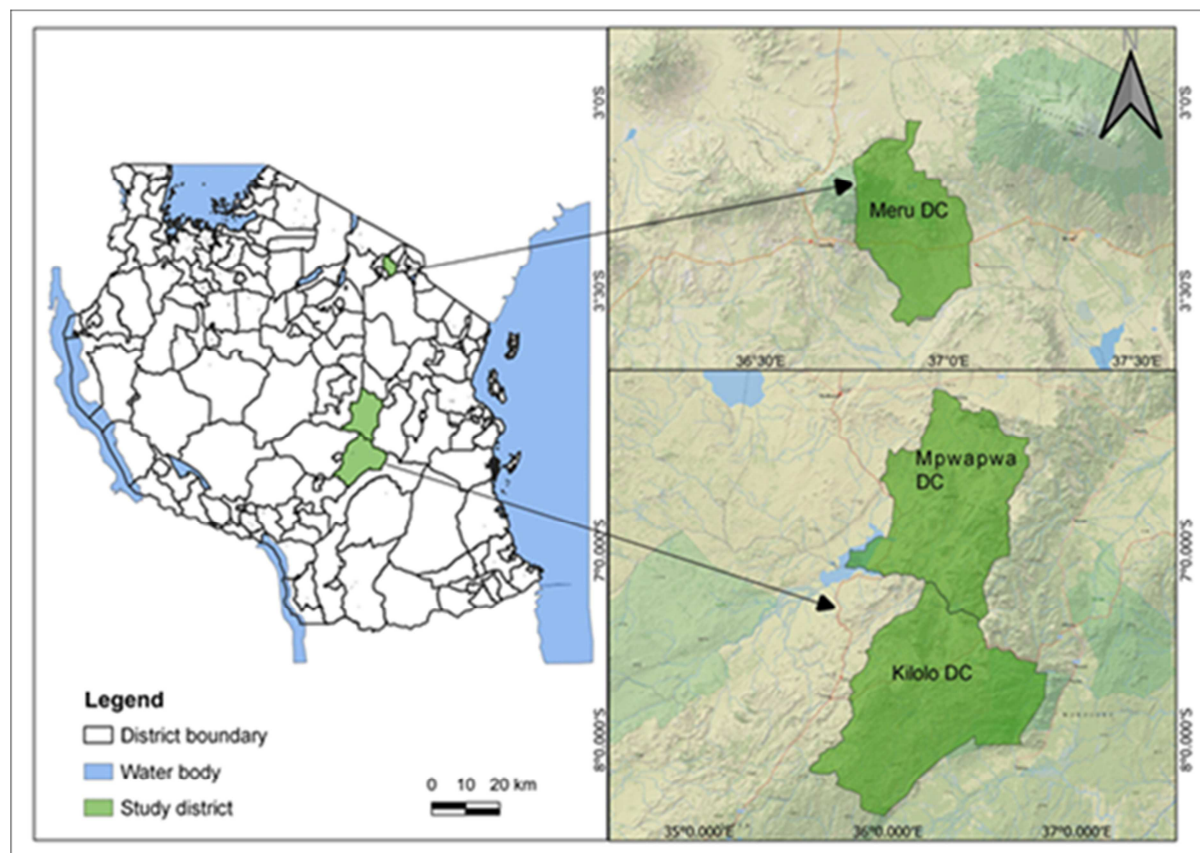 N
3°0'S
3°0'S
Meru DC
3°30'S
3°30'S
36°30'E
37°0'E
37°30'E
Mpwapwa
DC
7°0.000'S
7°0.000'S
Kilolo DC
8°0.000'S
8°0.000'S
35°0.000'E
36°0.000'E
37°0.000'E
Legend
District boundary
Water body
Study district
0 10 20 km